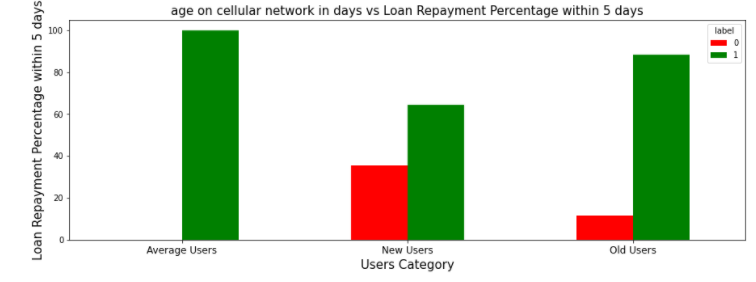 age on cellular network in days vs Loan Repayment Percentage within 5 days
Loan Repayment Percentage within 5 days
100
80
60
40
20
0
label
0
1
Average Users
New Users
Old Users
Users Category